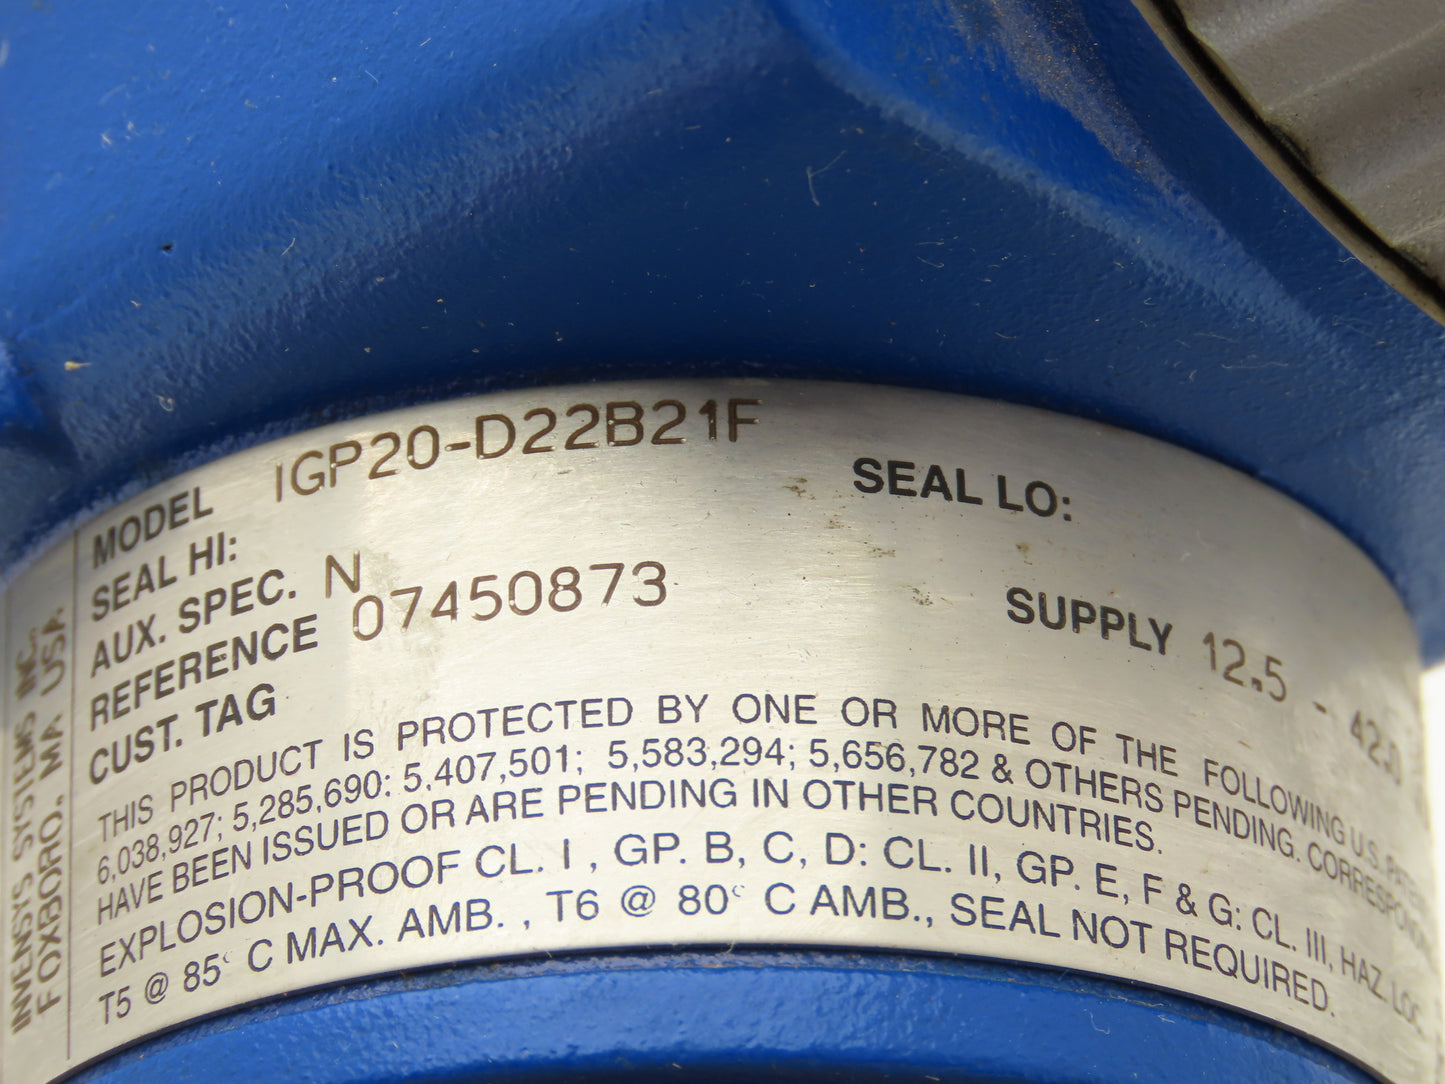 INVENSYS SYSTEMS INC.
FOXBORO, MA USA
MODEL IGP20-D22B21F
SEAL HI: SEAL LO:
AUX. SPEC. N
REFERENCE 07450873 SUPPLY 12.5 - 42.0
CUST. TAG
THIS PRODUCT IS PROTECTED BY ONE OR MORE OF THE FOLLOWING U.S.
6,038,927; 5,285,690; 5,407,501; 5,583,294; 5,656,782 & OTHERS PENDING.
HAVE BEEN ISSUED OR ARE PENDING IN OTHER COUNTRIES.
EXPLOSION-PROOF CL. I , GP. B, C, D: CL. II, GP. E, F & G: CL. III, HAZ. LOC
T5 @ 85° C MAX. AMB. , T6 @ 80° C AMB., SEAL NOT REQUIRED.